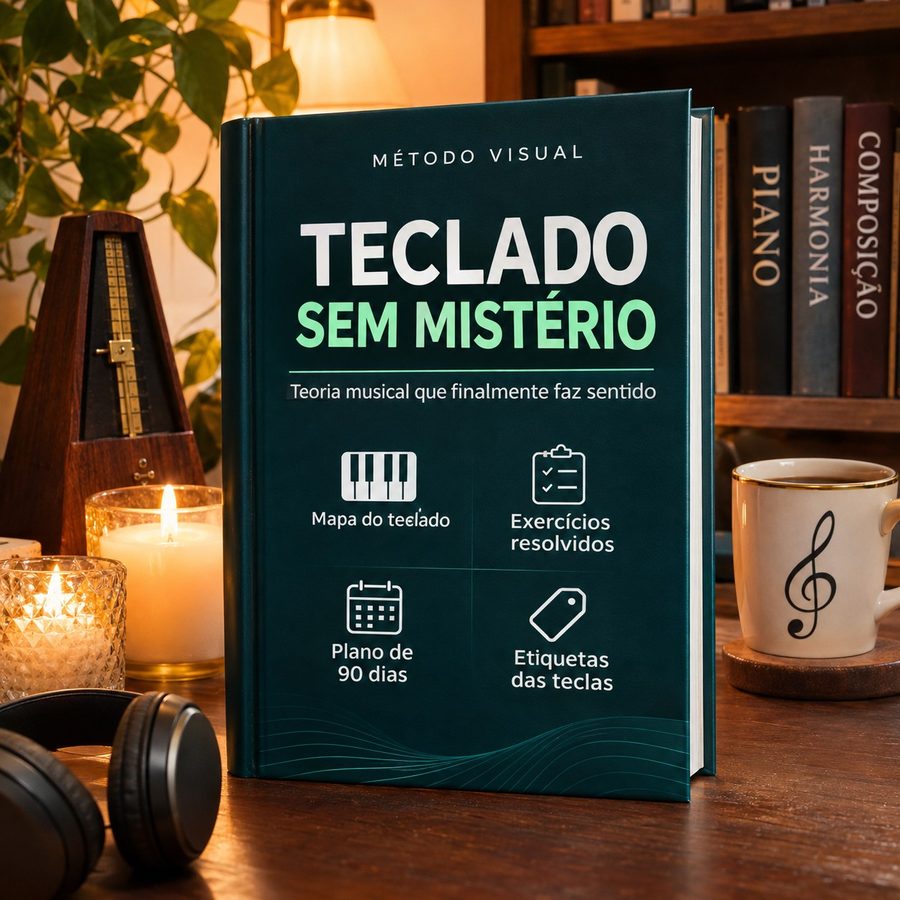 MÉTODO VISUAL
TECLADO
SEM MISTÉRIO
Teoria musical que finalmente faz sentido
Mapa do teclado
Exercícios
resolvidos
Plano de
90 dias
Etiquetas
das teclas
PIANO
HARMONIA
COMPOSIÇÃO